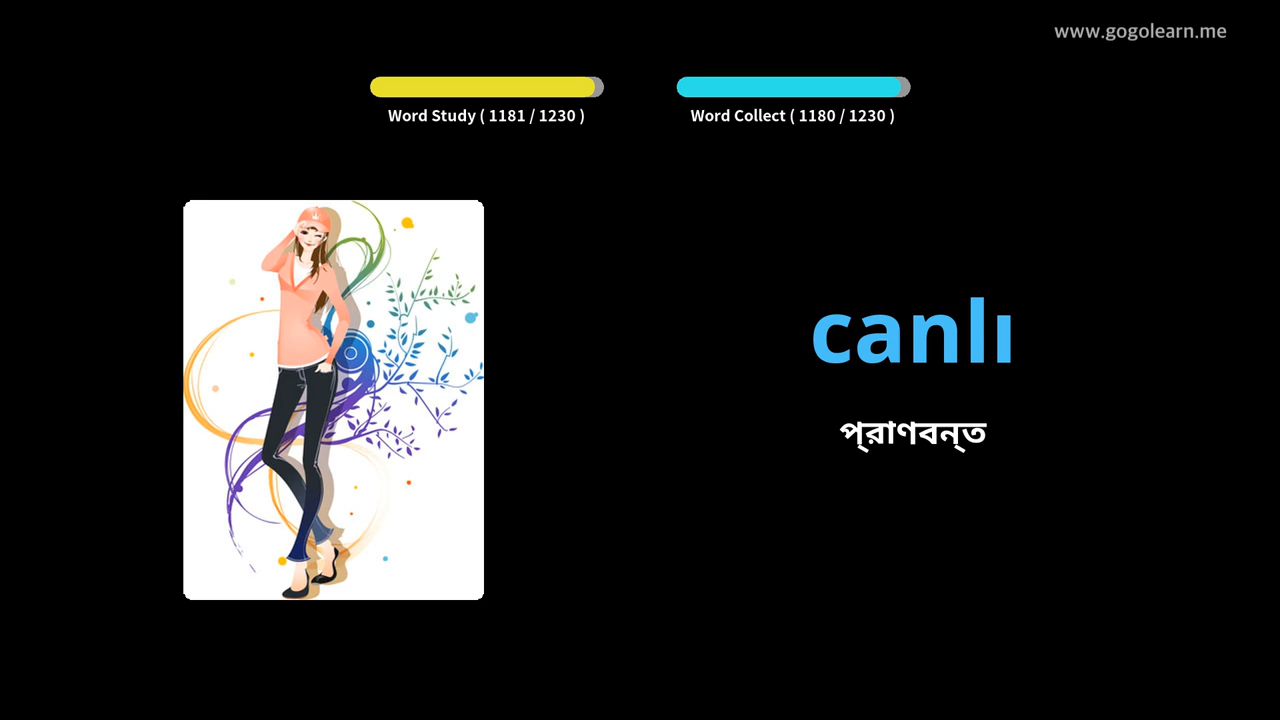 www.gogolearn.me
Word Study ( 1181 / 1230 )
Word Collect ( 1180 / 1230 )
canlı
প্রাণবন্ত